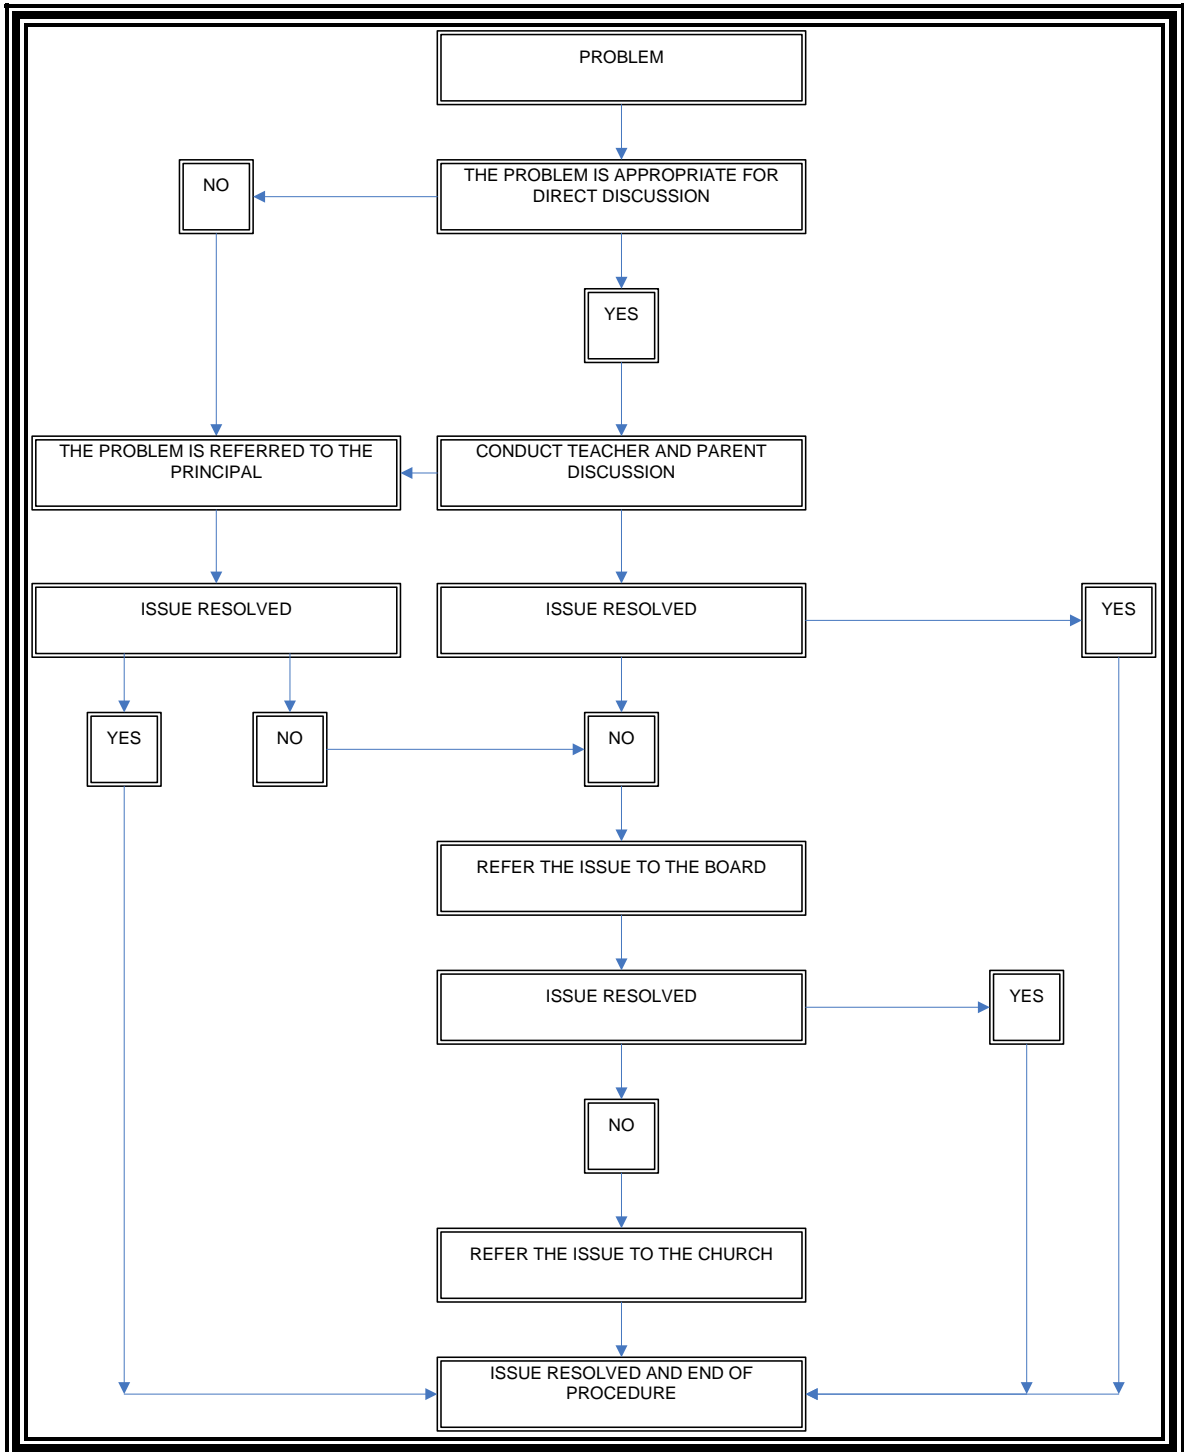 PROBLEM
NO
THE PROBLEM IS APPROPRIATE FOR
DIRECT DISCUSSION
YES
THE PROBLEM IS REFERRED TO THE
PRINCIPAL
CONDUCT TEACHER AND PARENT
DISCUSSION
ISSUE RESOLVED
ISSUE RESOLVED
YES
YES
NO
NO
REFER THE ISSUE TO THE BOARD
ISSUE RESOLVED
YES
NO
REFER THE ISSUE TO THE CHURCH
ISSUE RESOLVED AND END OF
PROCEDURE